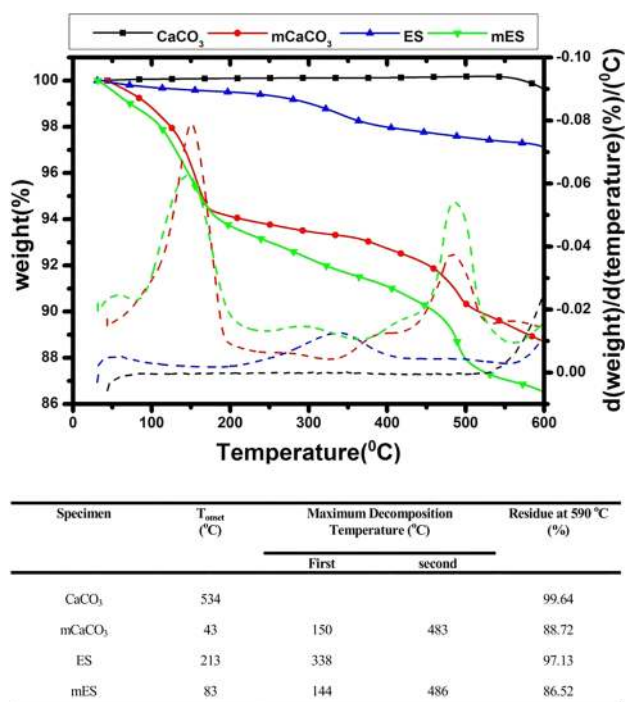 CaCO₃ mCaCO₃ ES mES
100
98
96
94
92
90
88
86
weight(%)
-0.10
-0.08
-0.06
-0.04
-0.02
0.00
d(weight)/d(temperature)(%)/(⁰C)
0 100 200 300 400 500 600
Temperature(⁰C)
Specimen Tonset Maximum Decomposition Residue at 590 °C
(°C) Temperature (°C) (%)
First second
CaCO₃ 534 99.64
mCaCO₃ 43 150 483 88.72
ES 213 338 97.13
mES 83 144 486 86.52